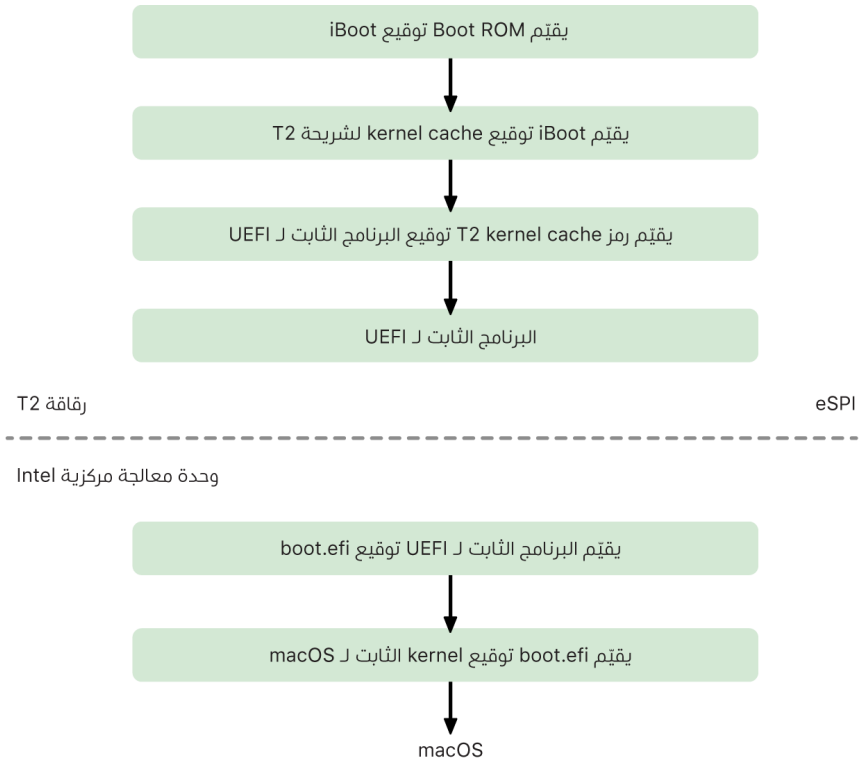 يقيّم Boot ROM توقيع iBoot
يقيّم iBoot توقيع kernel cache لشريحة T2
يقيّم رمز T2 kernel cache توقيع البرنامج الثابت لـ UEFI
البرنامج الثابت لـ UEFI
رقاقة T2
eSPI
وحدة معالجة مركزية Intel
يقيّم البرنامج الثابت لـ UEFI توقيع boot.efi
يقيّم boot.efi توقيع kernel الثابت لـ macOS
macOS